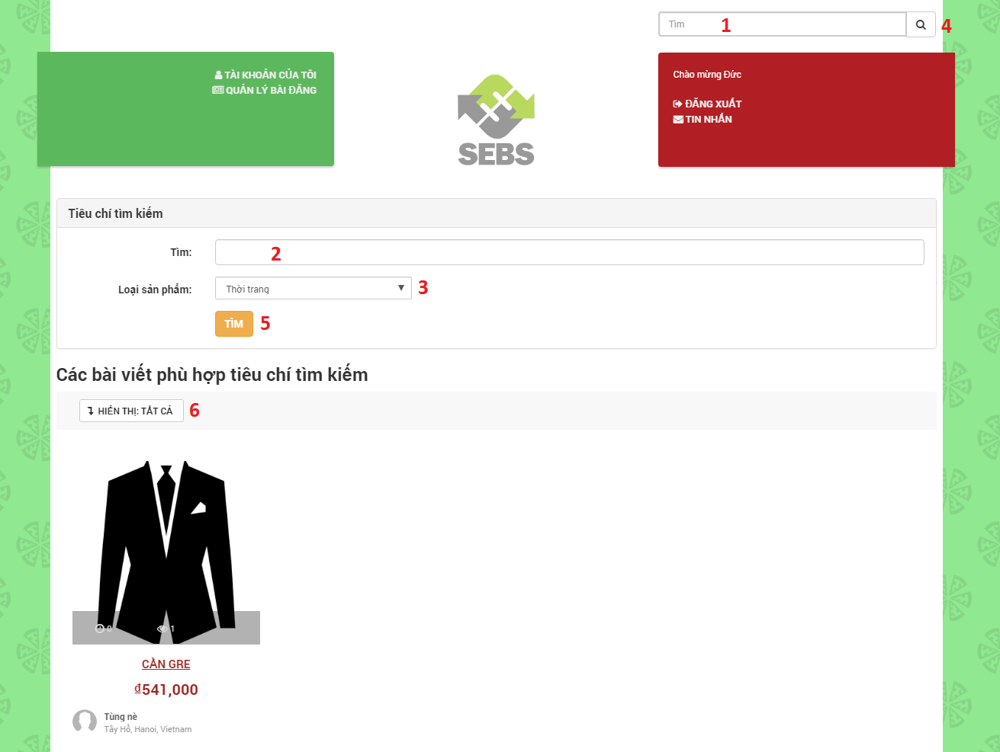 Tìm 1 4
TÀI KHOẢN CỦA TÔI
QUẢN LÝ BÀI ĐĂNG
SEBS
Chào mừng Đức
ĐĂNG XUẤT
TIN NHẮN
Tiêu chí tìm kiếm
Tìm: 2
Loại sản phẩm: Thời trang 3
TÌM 5
Các bài viết phù hợp tiêu chí tìm kiếm
HIỂN THỊ: TẤT CẢ 6
0 1
CÀN GRE
₫541,000
Tùng nè
Tây Hồ, Hanoi, Vietnam